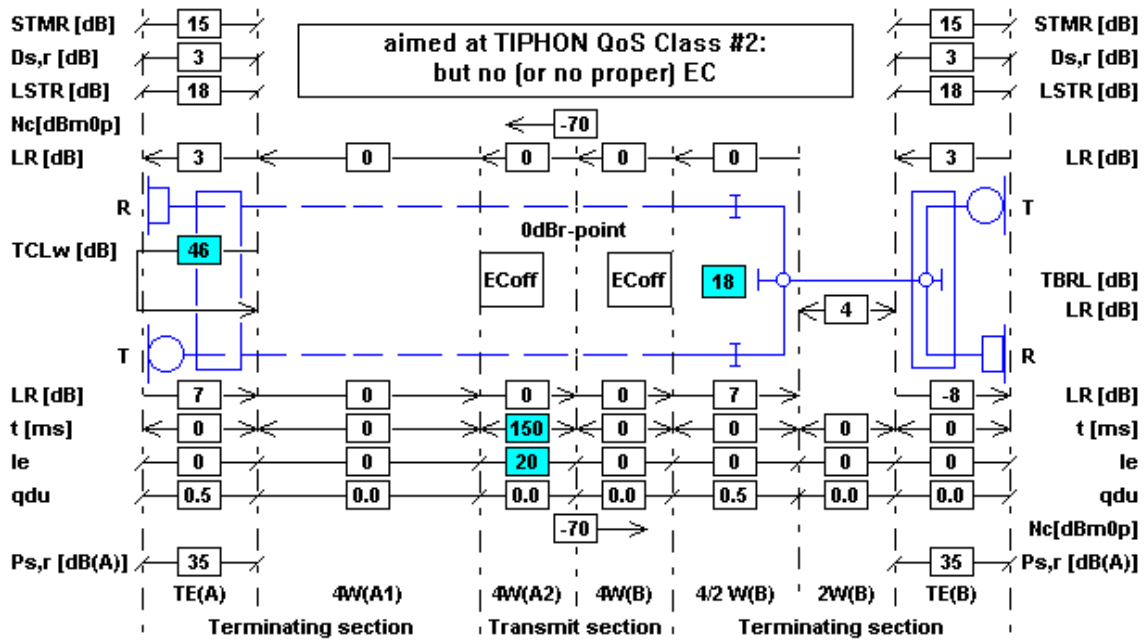 STMR [dB] 15 15 STMR [dB]
aimed at TIPHON QoS Class #2:
but no (or no proper) EC
Ds,r [dB] 3 3 Ds,r [dB]
LSTR [dB] 18 18 LSTR [dB]
Nc[dBm0p] -70
LR [dB] 3 0 0 0 0 3 LR [dB]
R T
0dBr-point
TCLw [dB] 46
ECoff ECoff 18 TBRL [dB]
4 LR [dB]
T R
LR [dB] 7 0 0 0 7 -8 LR [dB]
t [ms] 0 0 150 0 0 0 0 t [ms]
Ie 0 0 20 0 0 0 0 Ie
qdu 0.5 0.0 0.0 0.0 0.5 0.0 0.0 qdu
-70 Nc[dBm0p]
Ps,r [dB(A)] 35 35 Ps,r [dB(A)]
TE(A) 4W(A1) 4W(A2) 4W(B) 4/2 W(B) 2W(B) TE(B)
Terminating section Transmit section Terminating section